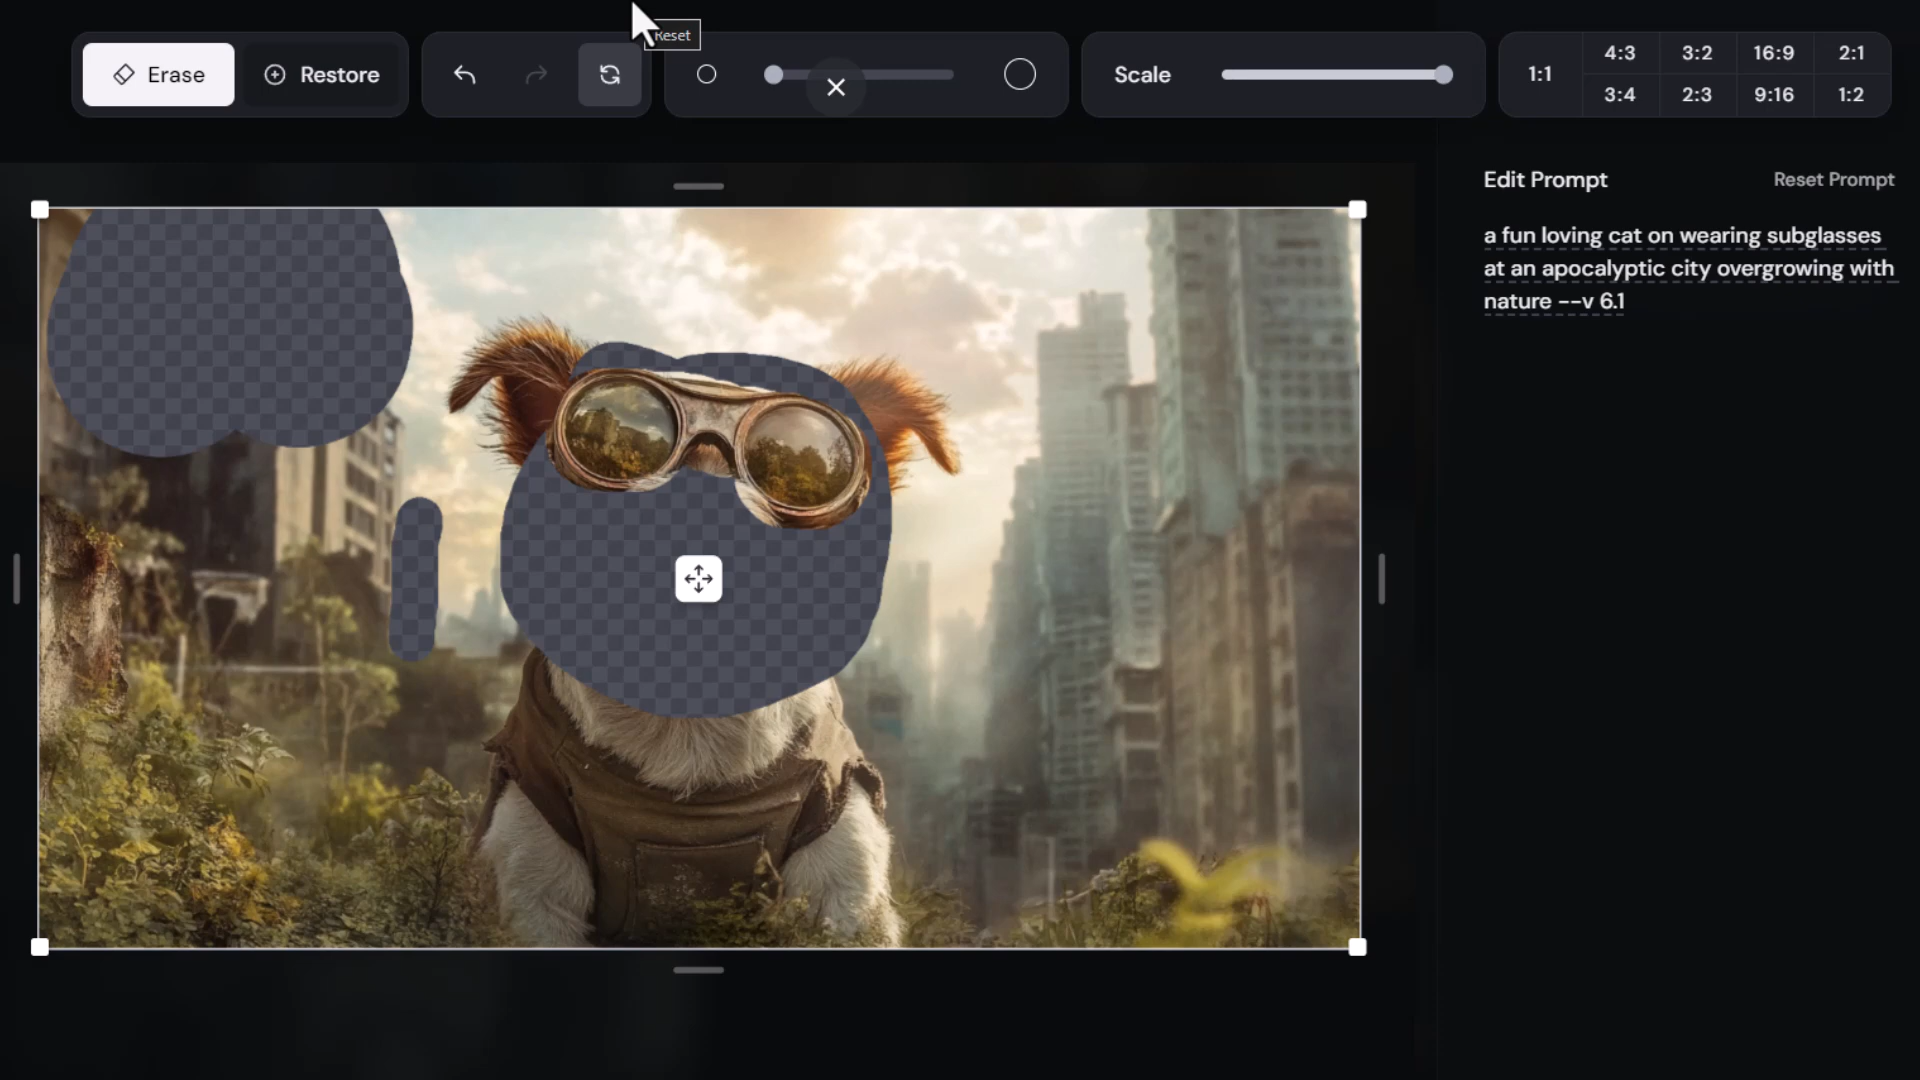 Reset
Erase
Restore
Scale
1:1
4:3
3:2
16:9
2:1
3:4
2:3
9:16
1:2
Edit Prompt
Reset Prompt
a fun loving cat on wearing subglasses
at an apocalyptic city overgrowing with
nature --v 6.1